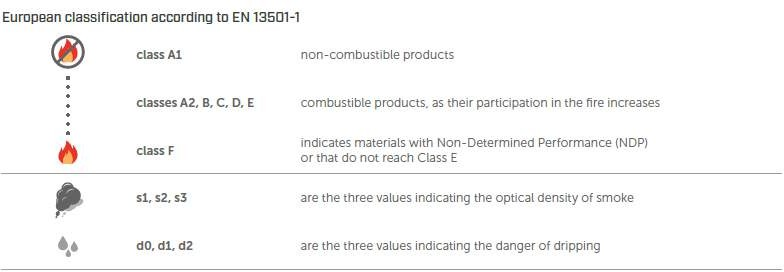 European classification according to EN 13501-1
class A1 non-combustible products
classes A2, B, C, D, E combustible products, as their participation in the fire increases
class F indicates materials with Non-Determined Performance (NDP)
or that do not reach Class E
s1, s2, s3 are the three values indicating the optical density of smoke
d0, d1, d2 are the three values indicating the danger of dripping